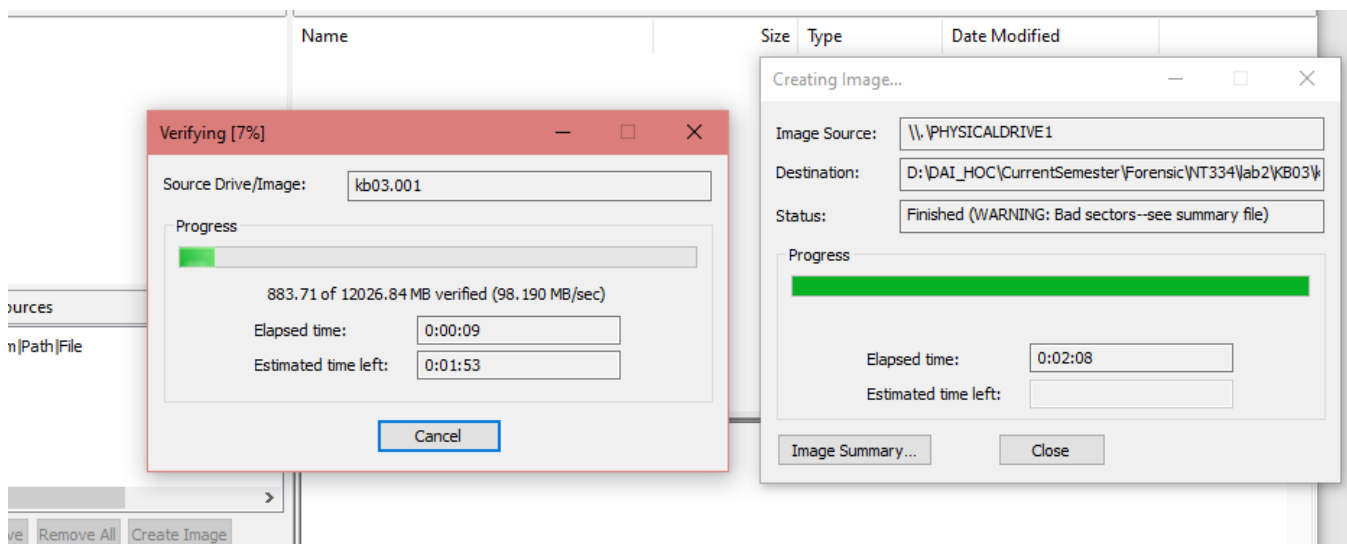 Name Size Type Date Modified
Creating Image...
Image Source: \\.\PHYSICALDRIVE1
Destination: D:\DAI_HOC\CurrentSemester\Forensic\NT334\lab2\KB03\
Status: Finished (WARNING: Bad sectors--see summary file)
Progress
Elapsed time: 0:02:08
Estimated time left:
Image Summary...
Close
Verifying [7%]
Source Drive/Image: kb03.001
Progress
883.71 of 12026.84 MB verified (98.190 MB/sec)
Elapsed time: 0:00:09
Estimated time left: 0:01:53
Cancel
ources
m|Path|File
ve Remove All Create Image